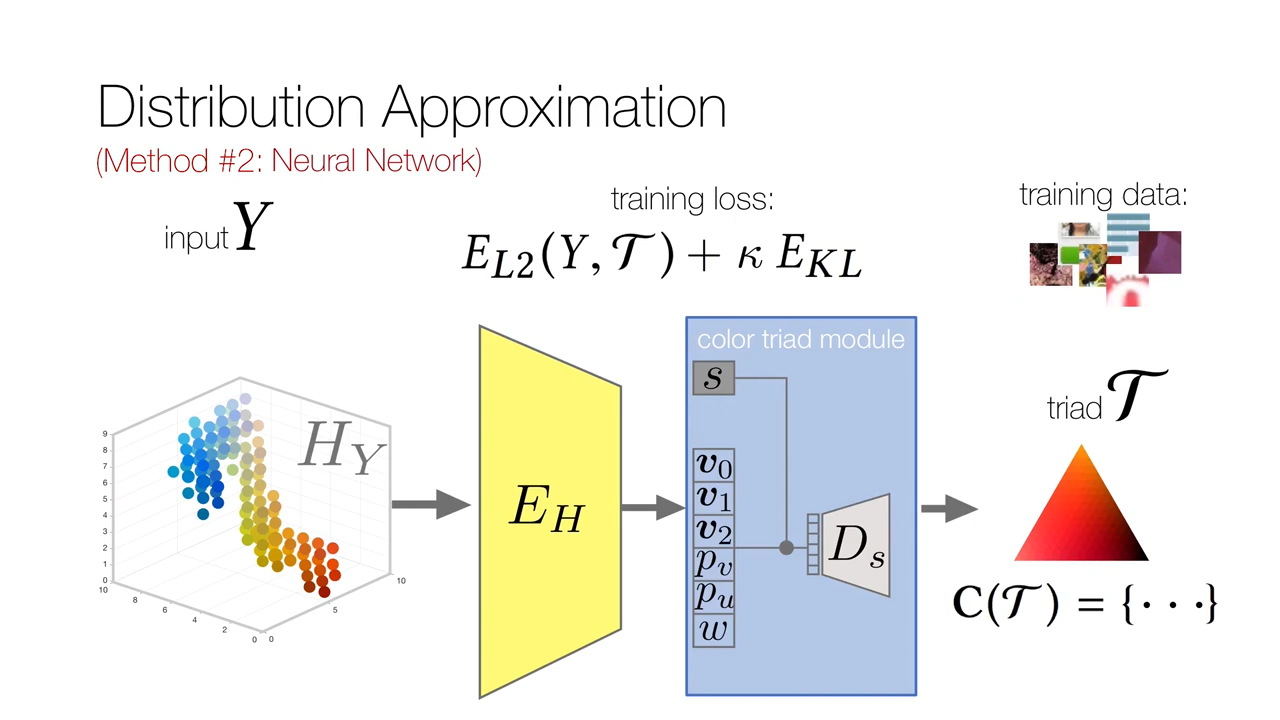 Distribution Approximation
(Method #2: Neural Network)
input Y
training loss:
E_{L2}(Y, 𝒯) + κ E_{KL}
training data:
H_Y
9
8
7
6
5
4
3
2
1
0
10
8
6
4
2
0
0
5
10
E_H
color triad module
s
v_0
v_1
v_2
p_v
p_u
w
D_s
triad 𝒯
C(𝒯) = {· · ·}